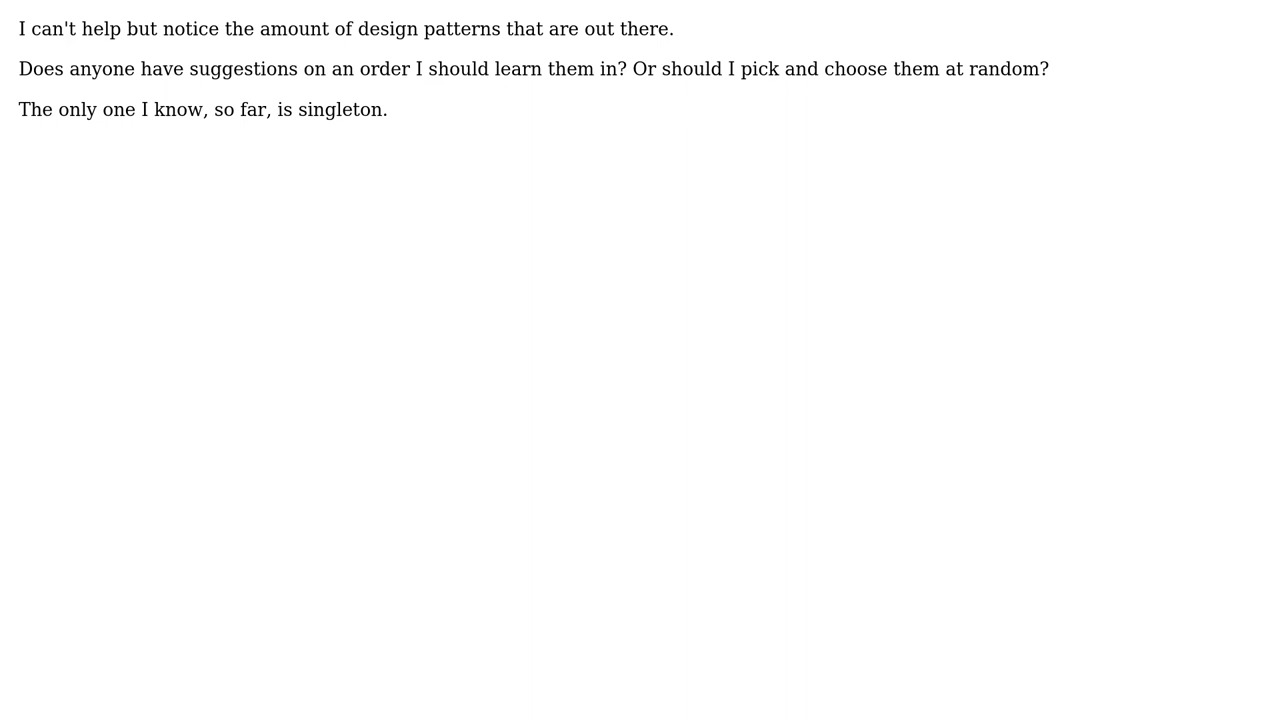 I can't help but notice the amount of design patterns that are out there.
Does anyone have suggestions on an order I should learn them in? Or should I pick and choose them at random?
The only one I know, so far, is singleton.